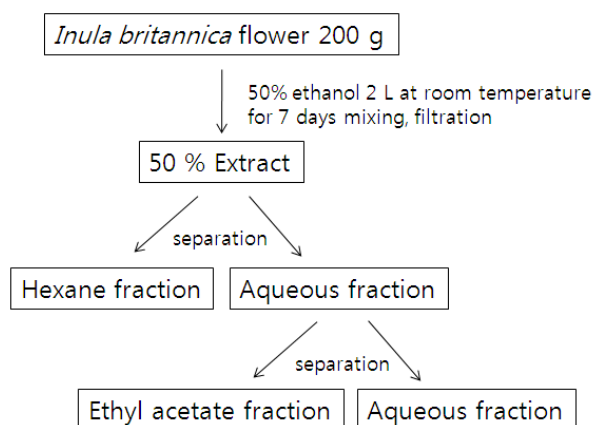 Inula britannica flower 200 g
50% ethanol 2 L at room temperature
for 7 days mixing, filtration
50 % Extract
separation
Hexane fraction
Aqueous fraction
separation
Ethyl acetate fraction
Aqueous fraction